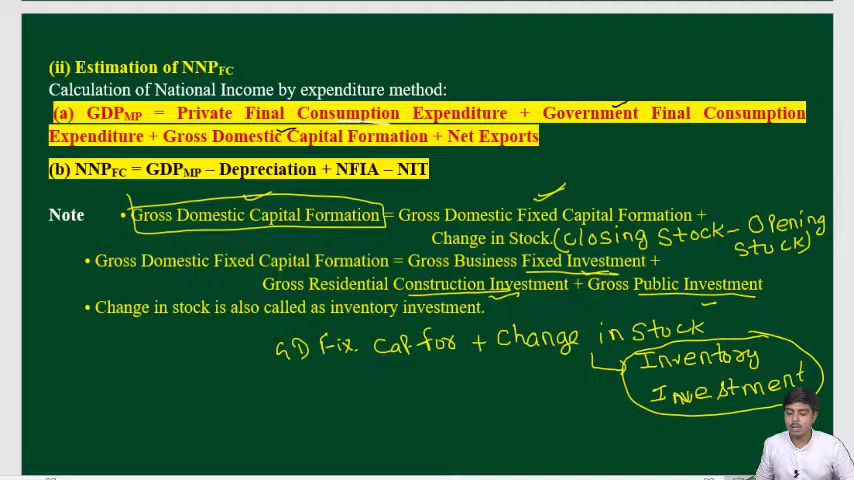 (ii) Estimation of NNPFC
Calculation of National Income by expenditure method:
(a) GDPMP = Private Final Consumption Expenditure + Government Final Consumption
Expenditure + Gross Domestic Capital Formation + Net Exports
(b) NNPFC = GDPMP – Depreciation + NFIA – NIT
Note • Gross Domestic Capital Formation = Gross Domestic Fixed Capital Formation +
Change in Stock. (Closing Stock - Opening
Stock)
• Gross Domestic Fixed Capital Formation = Gross Business Fixed Investment +
Gross Residential Construction Investment + Gross Public Investment
• Change in stock is also called as inventory investment.
GD Fix. Cap. for + Change in Stock
Inventory
Investment